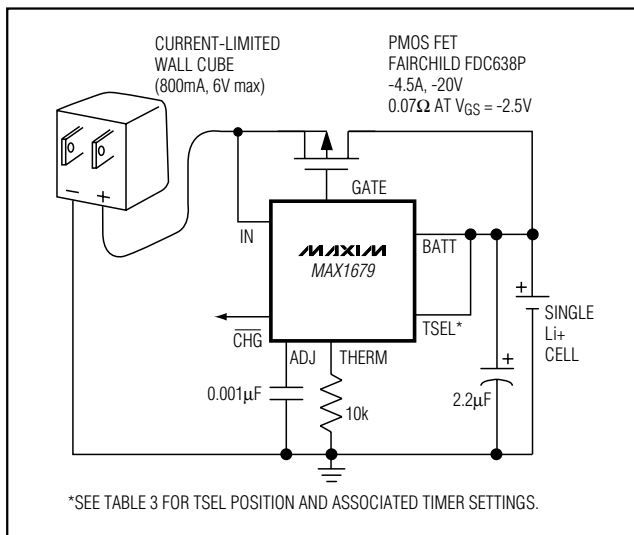 CURRENT-LIMITED
WALL CUBE
(800mA, 6V max)
PMOS FET
FAIRCHILD FDC638P
-4.5A, -20V
0.07Ω AT VGS = -2.5V
− +
GATE
IN
MAXIM
MAX1679
BATT
TSEL*
CHG
ADJ
THERM
0.001µF
10k
+
2.2µF
+
SINGLE
Li+
CELL
*SEE TABLE 3 FOR TSEL POSITION AND ASSOCIATED TIMER SETTINGS.